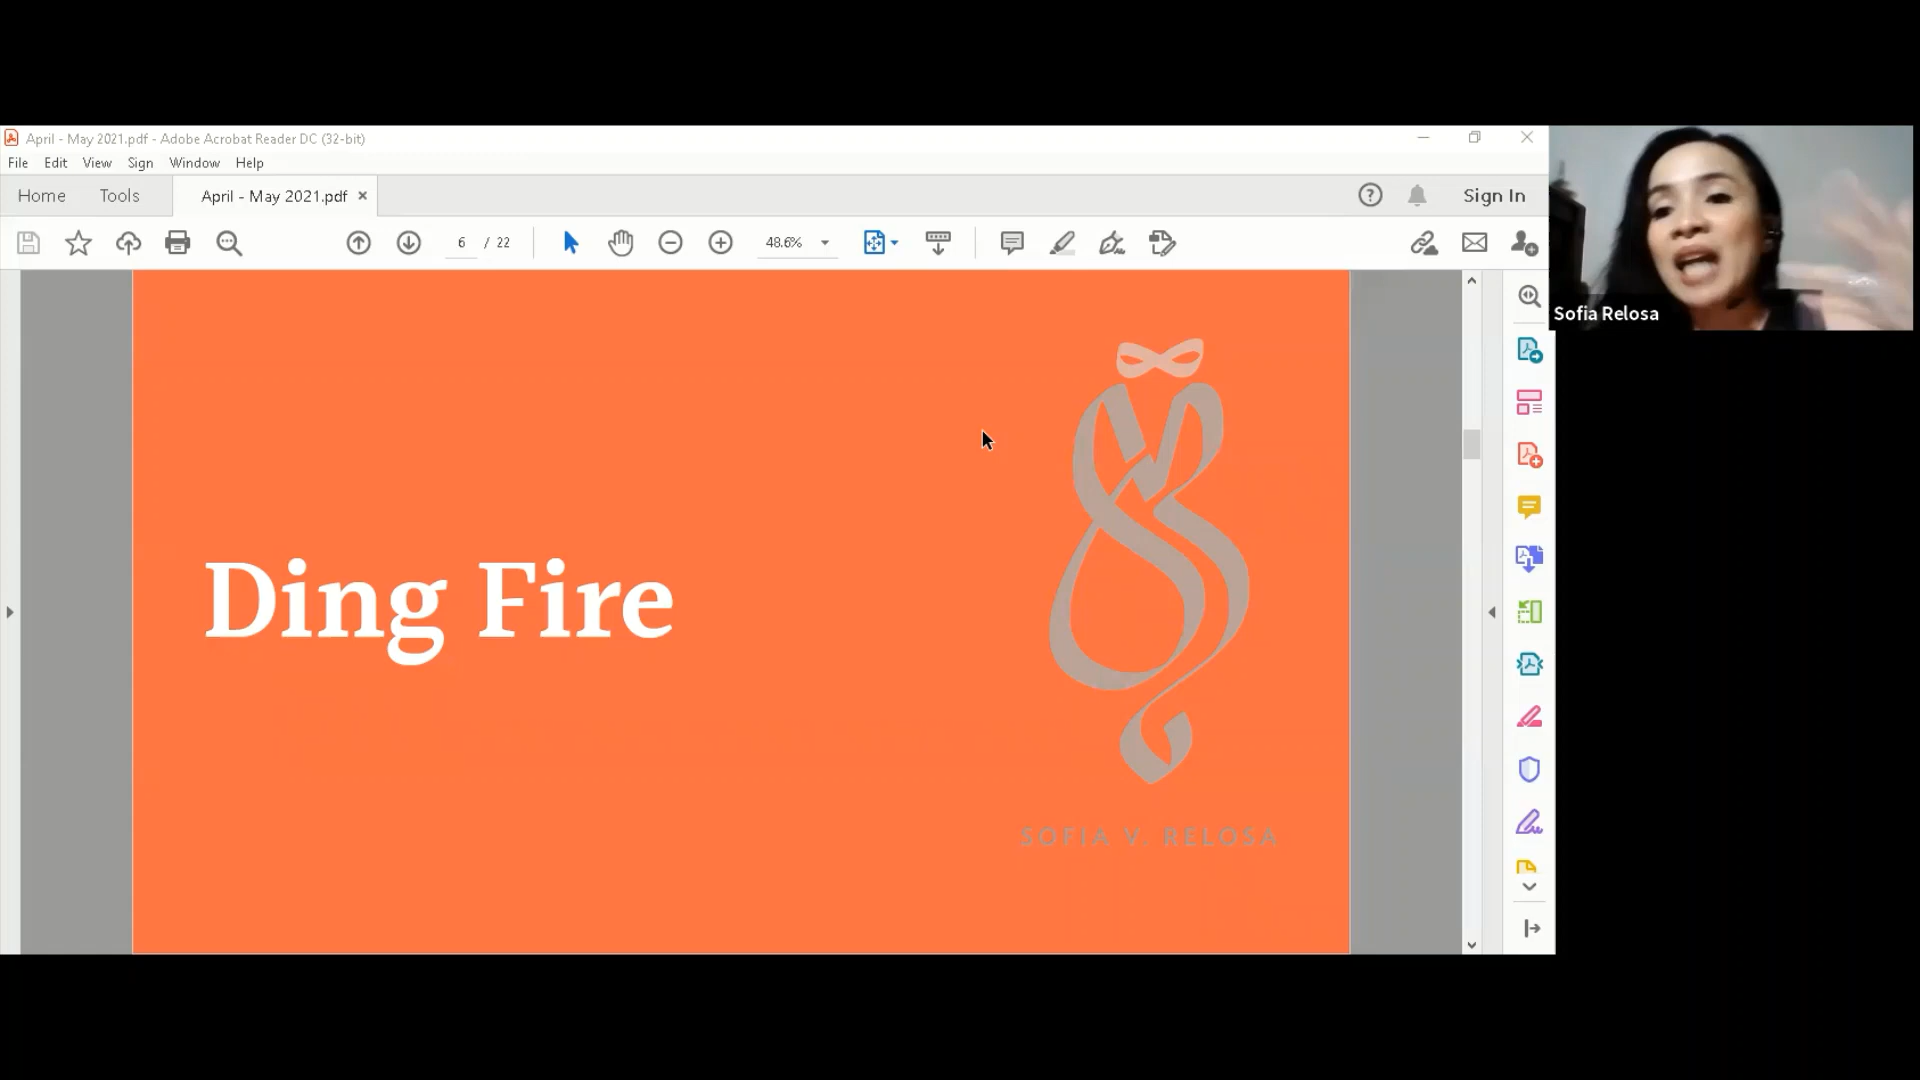 April - May 2021.pdf - Adobe Acrobat Reader DC (32-bit)
File Edit View Sign Window Help
Home Tools April - May 2021.pdf × Sign In
6 / 22 48.6%
Sofia Relosa
Ding Fire
SOFIA V. RELOSA